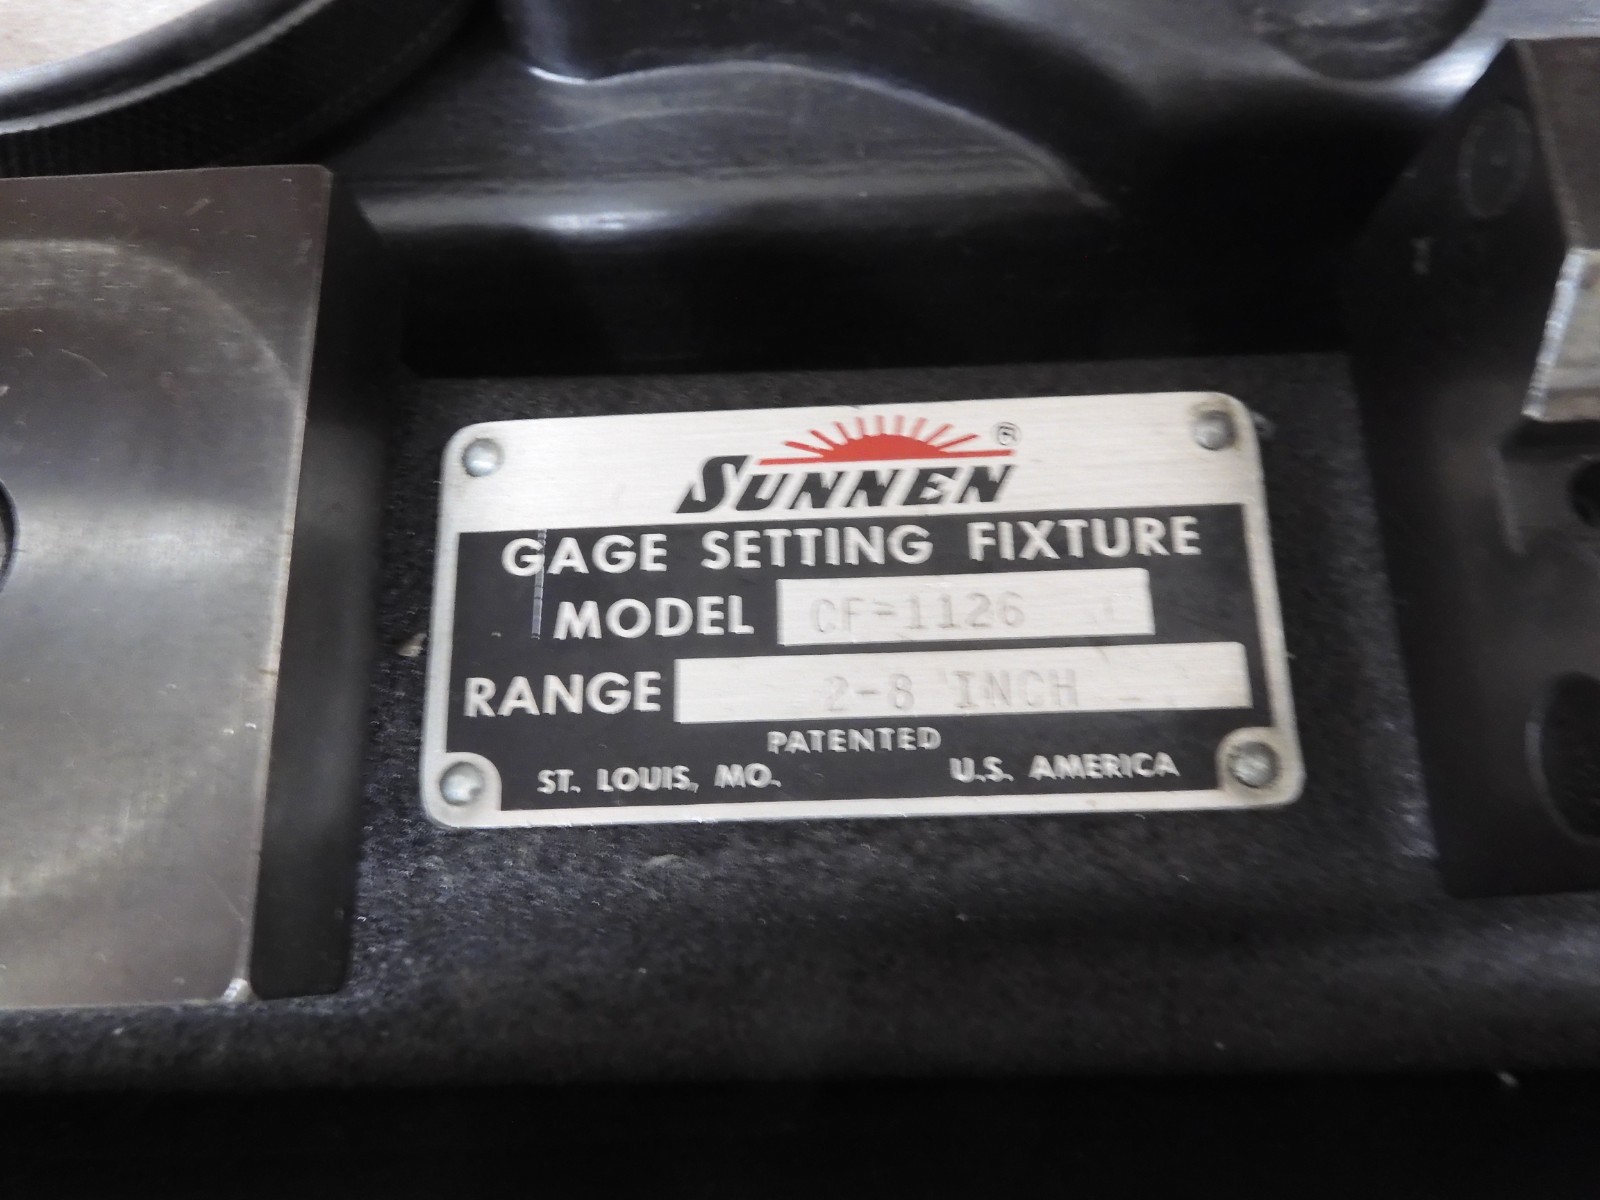 SUNNEN®
GAGE SETTING FIXTURE
MODEL CF-1126
RANGE 2-8 INCH
PATENTED
ST. LOUIS, MO. U.S. AMERICA